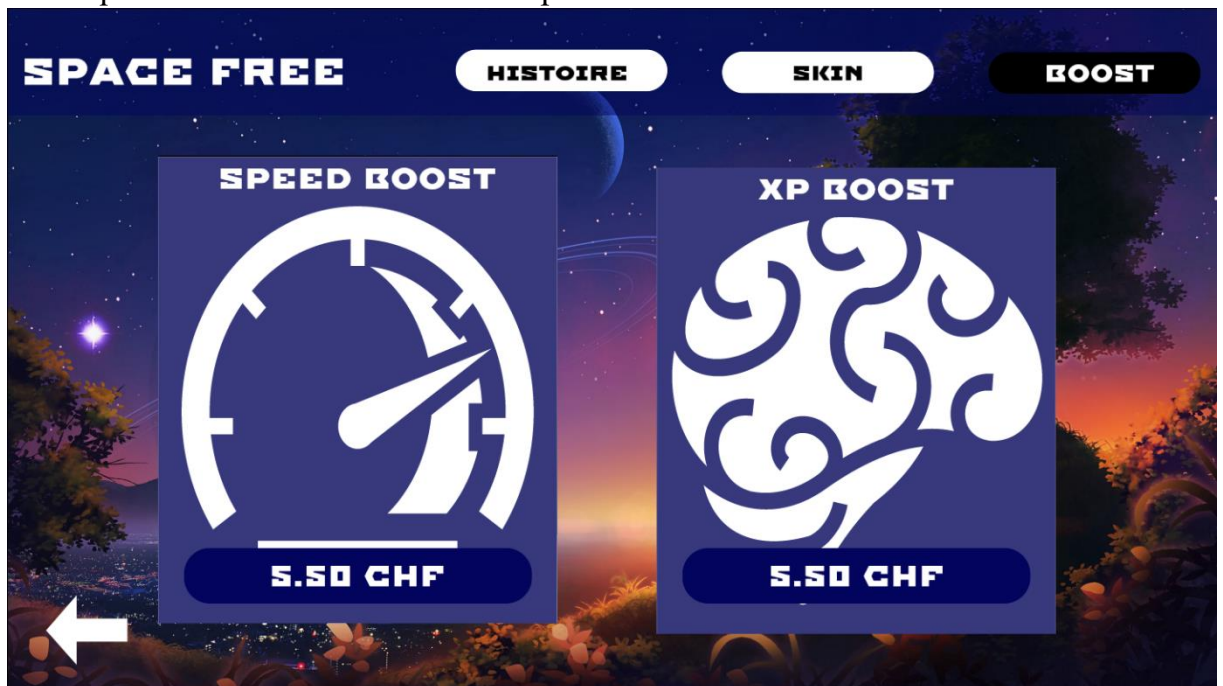 SPACE FREE
HISTOIRE
SKIN
BOOST
SPEED BOOST
XP BOOST
5.50 CHF
5.50 CHF